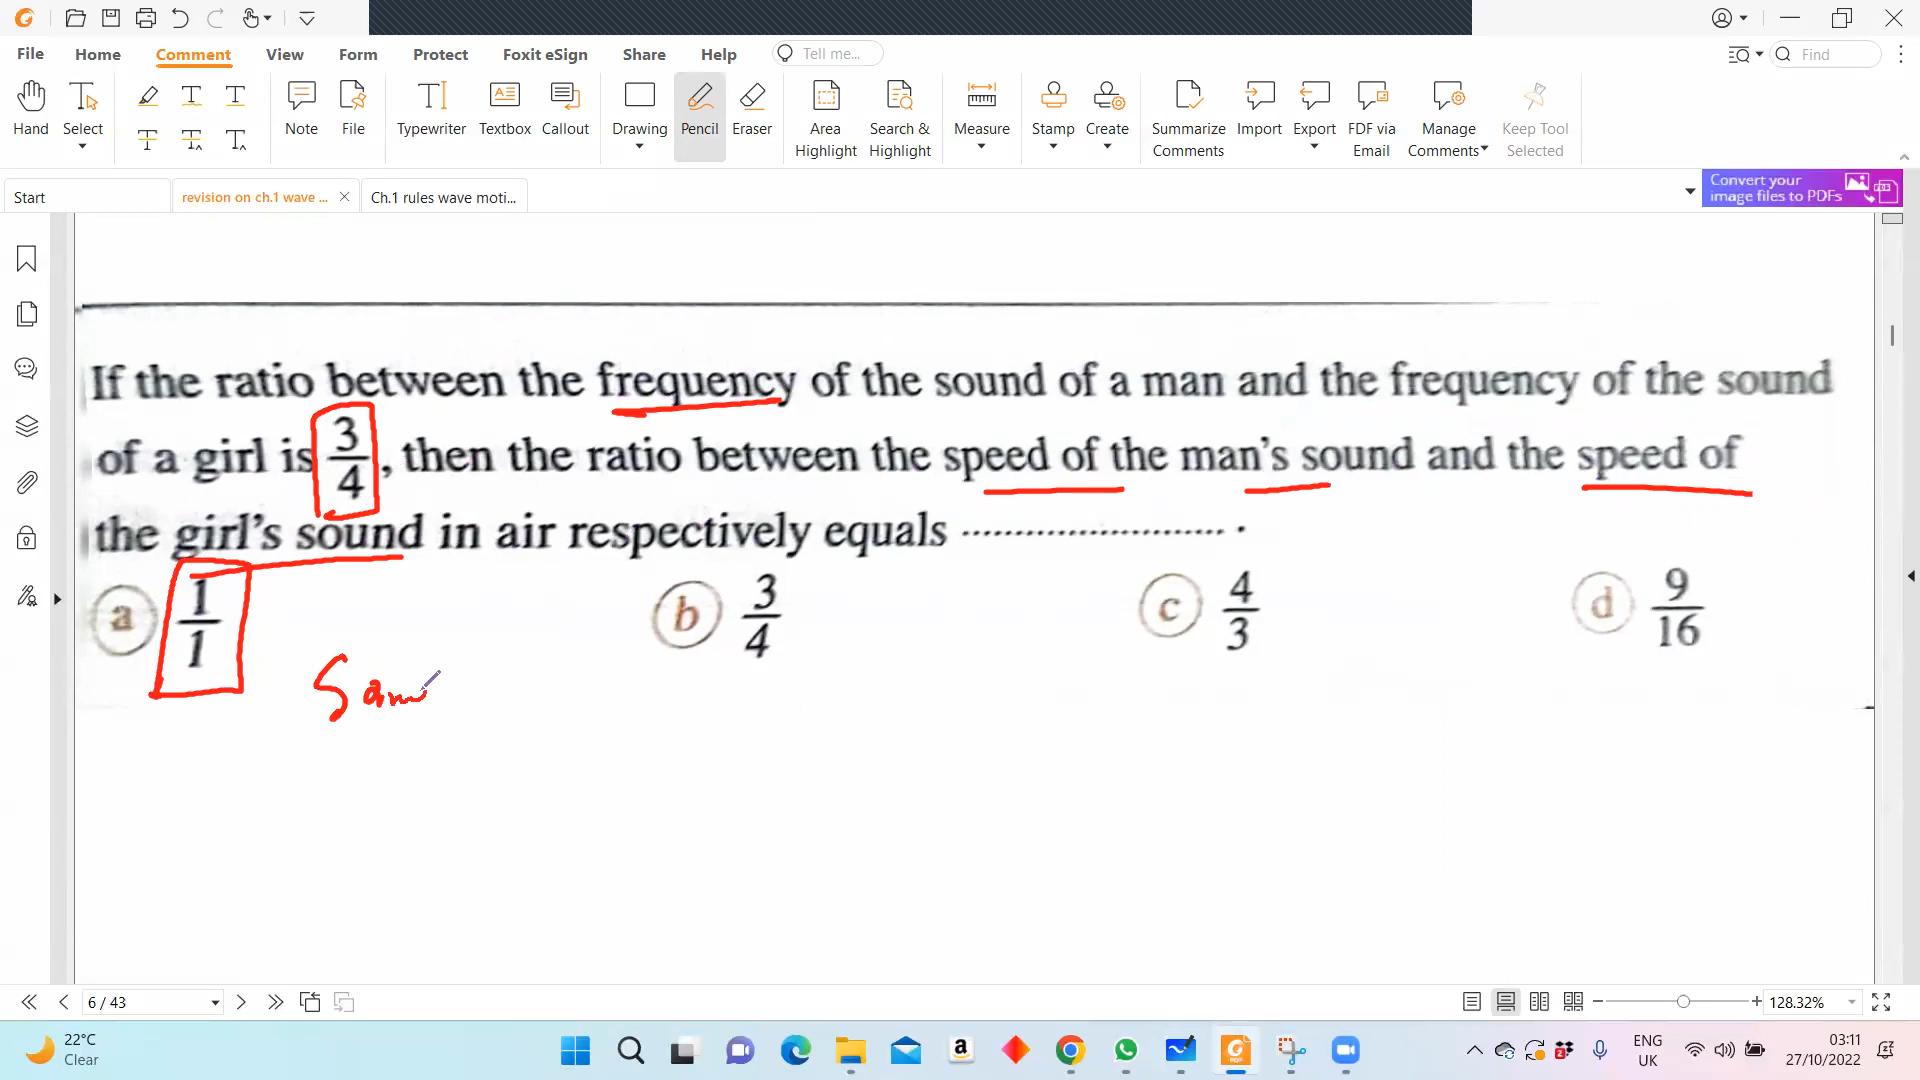 File Home Comment View Form Protect Foxit eSign Share Help Tell me... Find
Hand Select Note File Typewriter Textbox Callout Drawing Pencil Eraser Area Highlight Search & Highlight Measure Stamp Create Summarize Comments Import Export FDF via Email Manage Comments Keep Tool Selected
Start revision on ch.1 wave ... Ch.1 rules wave moti...
Convert your
image files to PDFs
If the ratio between the frequency of the sound of a man and the frequency of the sound
of a girl is 3/4, then the ratio between the speed of the man's sound and the speed of
the girl's sound in air respectively equals ........................... .
a 1/1 b 3/4 c 4/3 d 9/16
Sam
6 / 43 128.32%
22°C
Clear
ENG
UK
03:11
27/10/2022